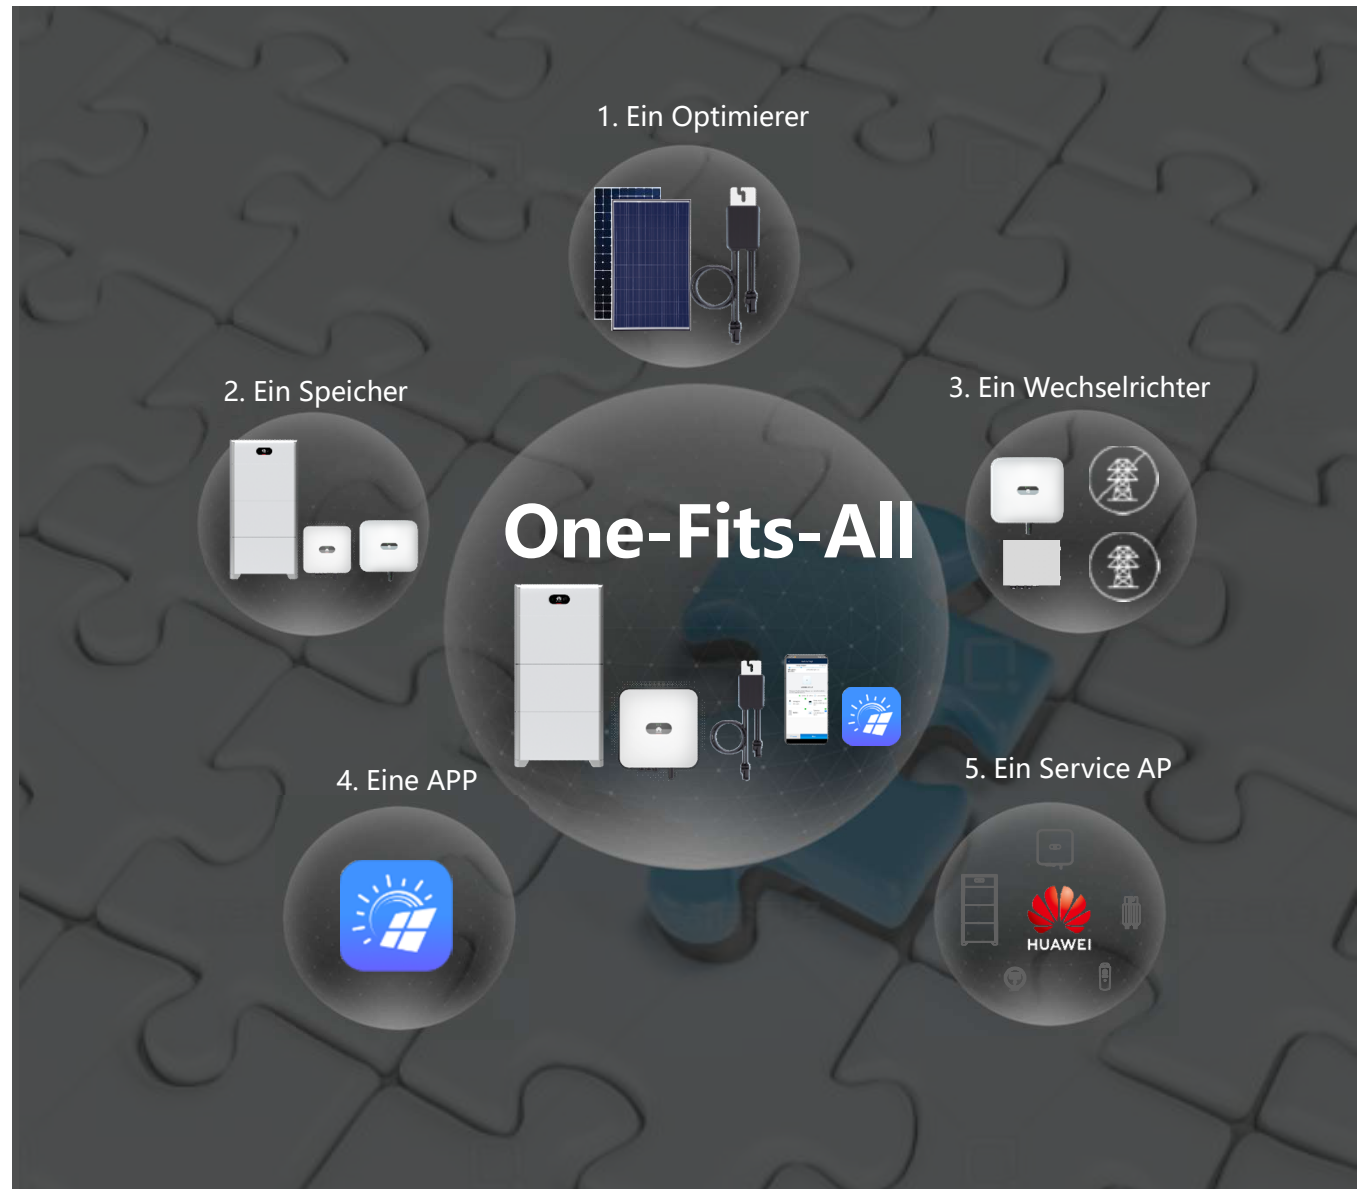 1. Ein Optimierer
2. Ein Speicher
3. Ein Wechselrichter
One-Fits-All
4. Eine APP
5. Ein Service AP
HUAWEI